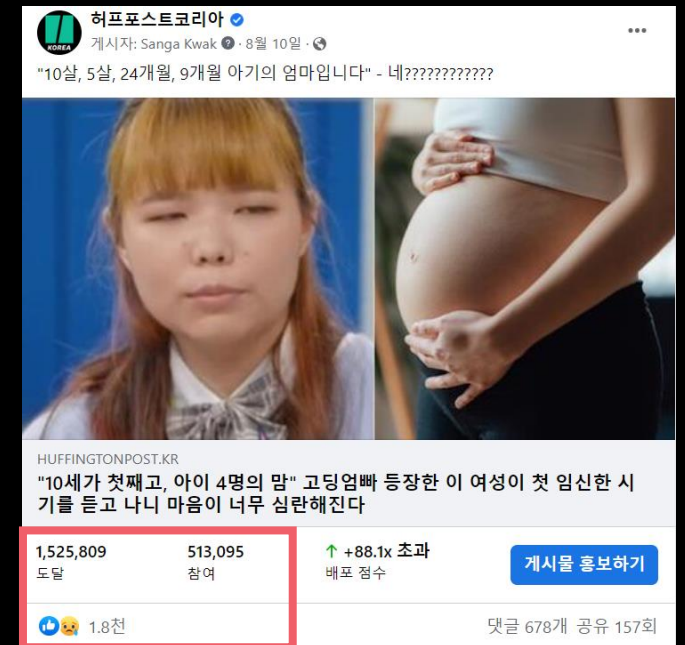 허프포스트코리아
KOREA
게시자: Sanga Kwak · 8월 10일 ·
"10살, 5살, 24개월, 9개월 아기의 엄마입니다" - 네????????????
HUFFINGTONPOST.KR
"10세가 첫째고, 아이 4명의 맘" 고딩엄빠 등장한 이 여성이 첫 임신한 시
기를 듣고 나니 마음이 너무 심란해진다
1,525,809 513,095 ↑ +88.1x 초과
도달 참여 배포 점수
게시물 홍보하기
1.8천 댓글 678개 공유 157회